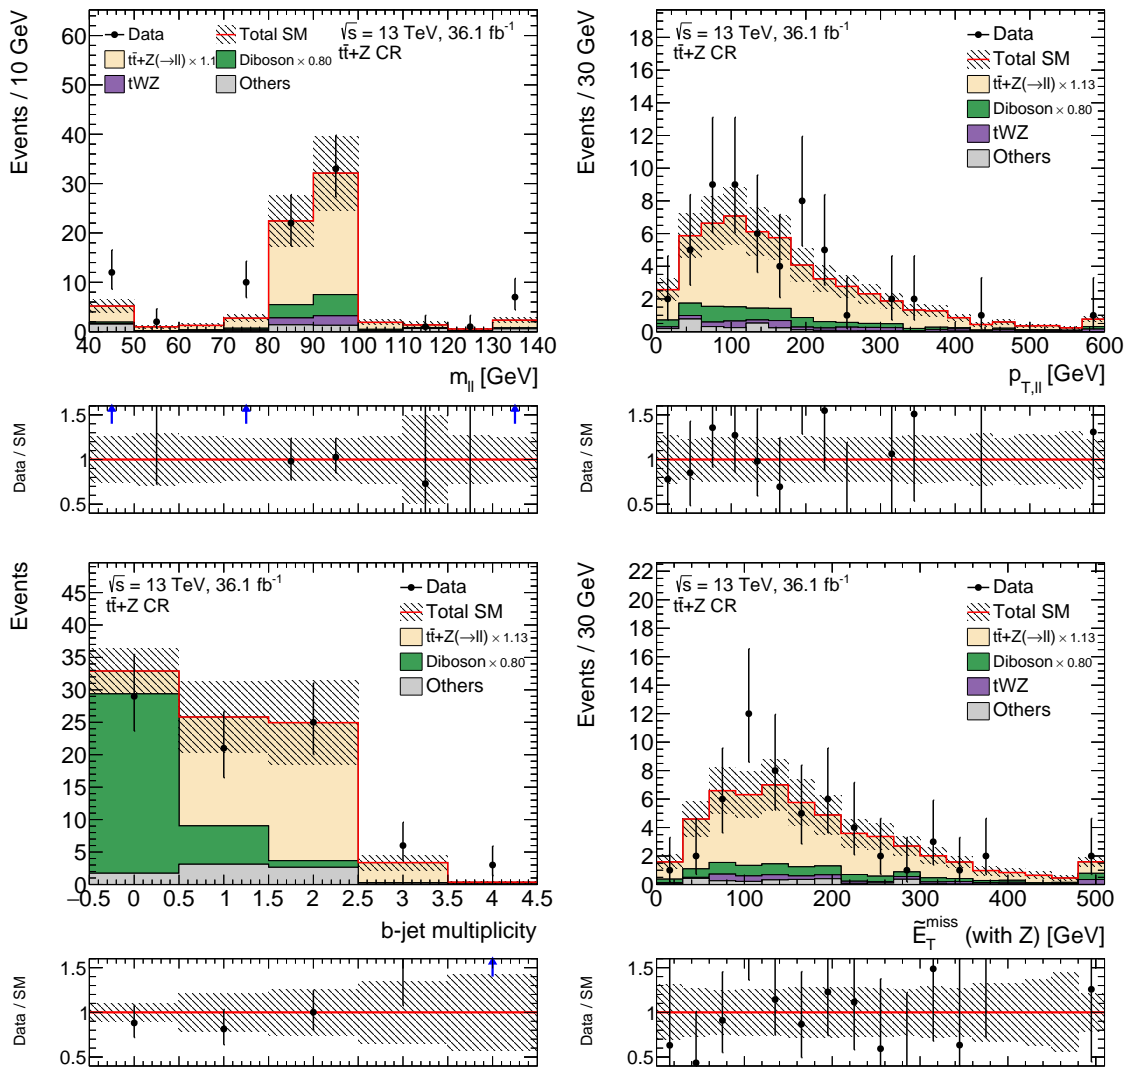 Events / 10 GeV
60
50
40
30
20
10
0
Data
Total SM
tt̄+Z(→ll) × 1.1
Diboson × 0.80
tWZ
Others
√s = 13 TeV, 36.1 fb⁻¹
tt̄+Z CR
40 50 60 70 80 90 100 110 120 130 140
m_ll [GeV]
Data / SM
1.5
1
0.5
Events / 30 GeV
18
16
14
12
10
8
6
4
2
0
√s = 13 TeV, 36.1 fb⁻¹
tt̄+Z CR
Data
Total SM
tt̄+Z(→ll) × 1.13
Diboson × 0.80
tWZ
Others
0 100 200 300 400 500 600
p_T,ll [GeV]
Data / SM
1.5
1
0.5
Events
45
40
35
30
25
20
15
10
5
0
√s = 13 TeV, 36.1 fb⁻¹
tt̄+Z CR
Data
Total SM
tt̄+Z(→ll) × 1.13
Diboson × 0.80
Others
−0.5 0 0.5 1 1.5 2 2.5 3 3.5 4 4.5
b-jet multiplicity
Data / SM
1.5
1
0.5
Events / 30 GeV
22
20
18
16
14
12
10
8
6
4
2
0
√s = 13 TeV, 36.1 fb⁻¹
tt̄+Z CR
Data
Total SM
tt̄+Z(→ll) × 1.13
Diboson × 0.80
tWZ
Others
0 100 200 300 400 500
Ẽ_T^miss (with Z) [GeV]
Data / SM
1.5
1
0.5